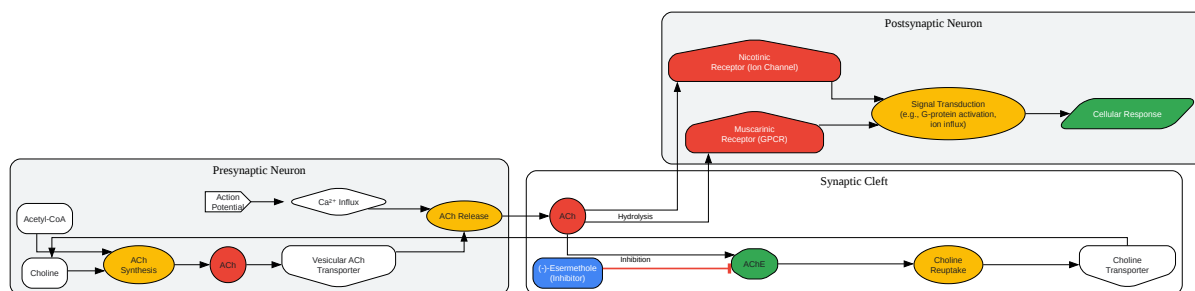 Postsynaptic Neuron
Nicotinic
Receptor (Ion Channel)
Signal Transduction
(e.g., G-protein activation,
ion influx)
Cellular Response
Muscarinic
Receptor (GPCR)
Presynaptic Neuron
Synaptic Cleft
Action
Potential
Ca²⁺ Influx
Acetyl-CoA
ACh Release
ACh
Hydrolysis
Choline
ACh
Synthesis
ACh
Vesicular ACh
Transporter
Inhibition
(-)-Esermethole
(Inhibitor)
AChE
Choline
Reuptake
Choline
Transporter